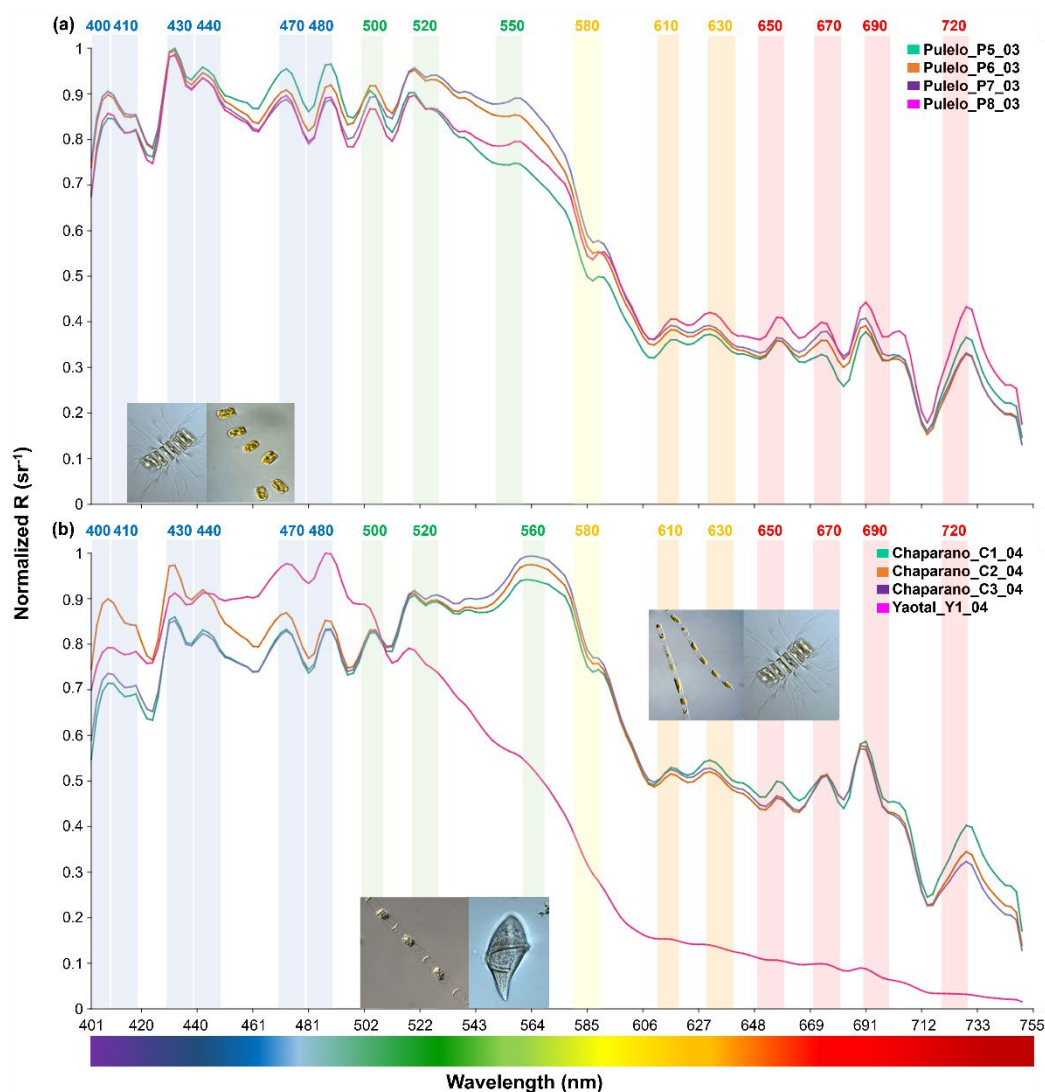 400 410 430 440 470 480 500 520 550 580 610 630 650 670 690 720
(a)
Pulelo_P5_03
Pulelo_P6_03
Pulelo_P7_03
Pulelo_P8_03
1
0.9
0.8
0.7
0.6
0.5
0.4
0.3
0.2
0.1
0
Normalized R (sr-1)
400 410 430 440 470 480 500 520 560 580 610 630 650 670 690 720
(b)
Chaparano_C1_04
Chaparano_C2_04
Chaparano_C3_04
Yaotal_Y1_04
1
0.9
0.8
0.7
0.6
0.5
0.4
0.3
0.2
0.1
0
401 420 440 461 481 502 522 543 564 585 606 627 648 669 691 712 733 755
Wavelength (nm)